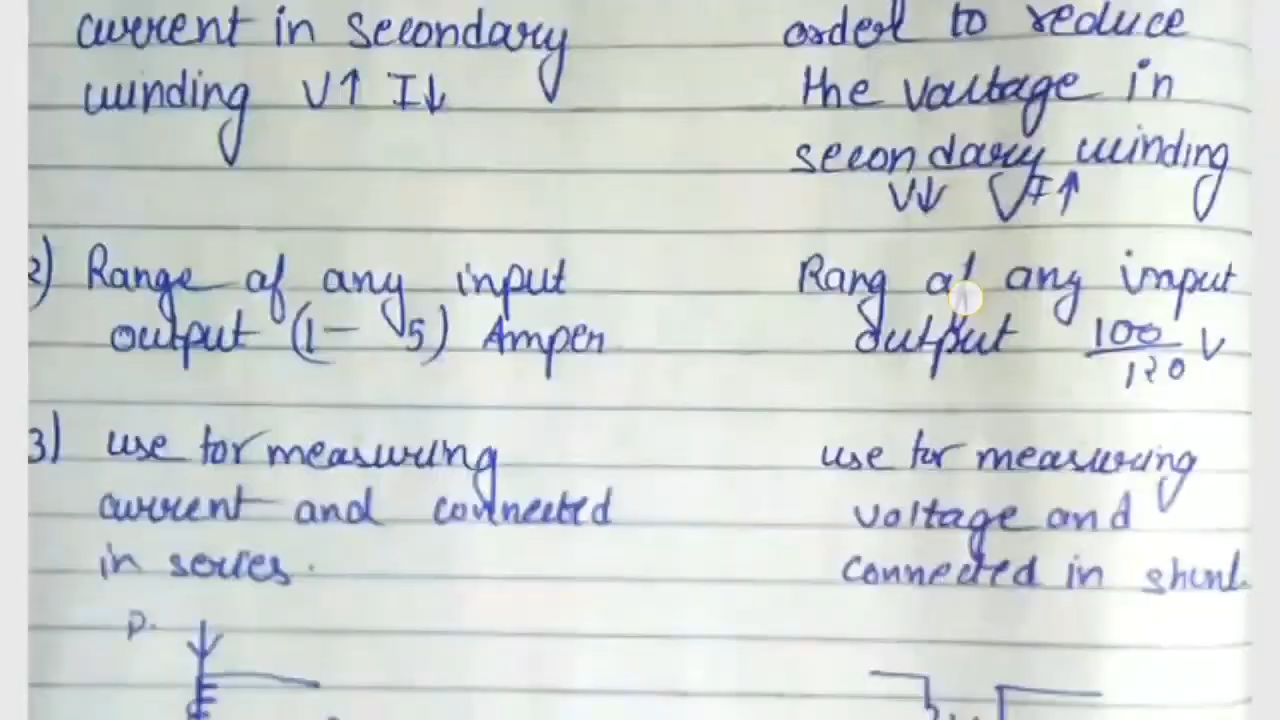 current in secondary
winding V↑ I↓
2) Range of any input
output (1- 5) Amper
3) use for measuring
current and connected
in series.
P.
order to reduce
the voultage in
secondary winding
V↓ I↑
Rang of any input
output 100/120 V
use for measuring
voltage and
connected in shunt